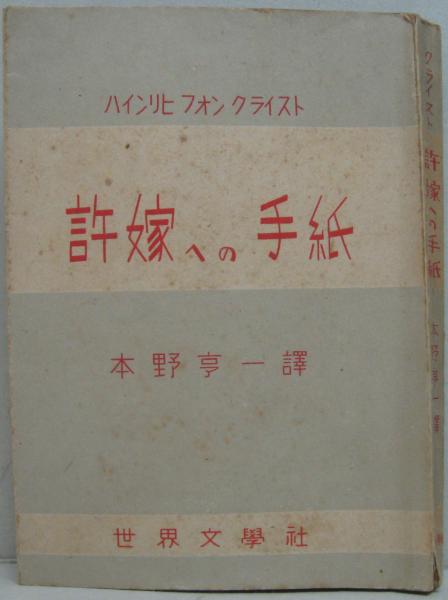 ハインリヒ フォン クライスト
許嫁への手紙
本野亨一譯
世界文學社
クライスト 許嫁への手紙 本野亨一譯